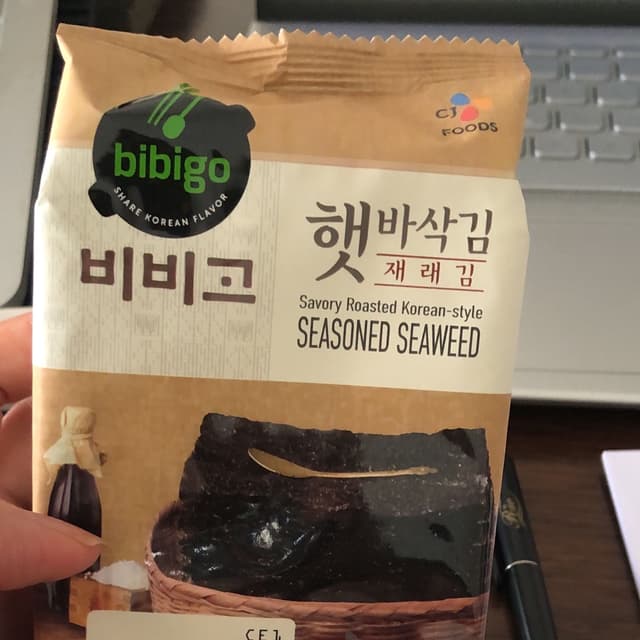 bibigo
SHARE KOREAN FLAVOR
비비고
CJ
FOODS
햇바삭김
재래김
Savory Roasted Korean-style
SEASONED SEAWEED